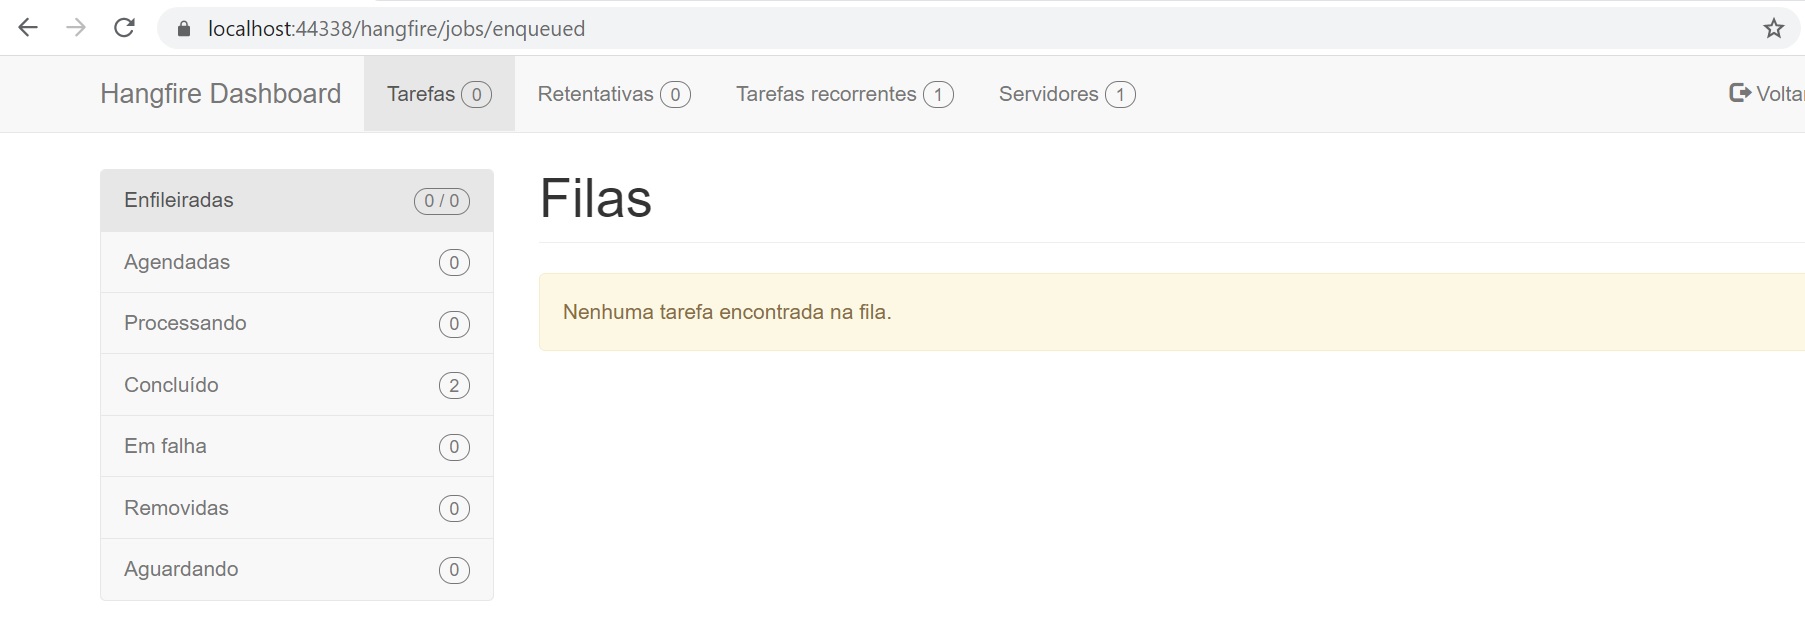 localhost:44338/hangfire/jobs/enqueued
Hangfire Dashboard Tarefas 0 Retentativas 0 Tarefas recorrentes 1 Servidores 1 Volta
Enfileiradas 0 / 0
Agendadas 0
Processando 0
Concluído 2
Em falha 0
Removidas 0
Aguardando 0
Filas
Nenhuma tarefa encontrada na fila.